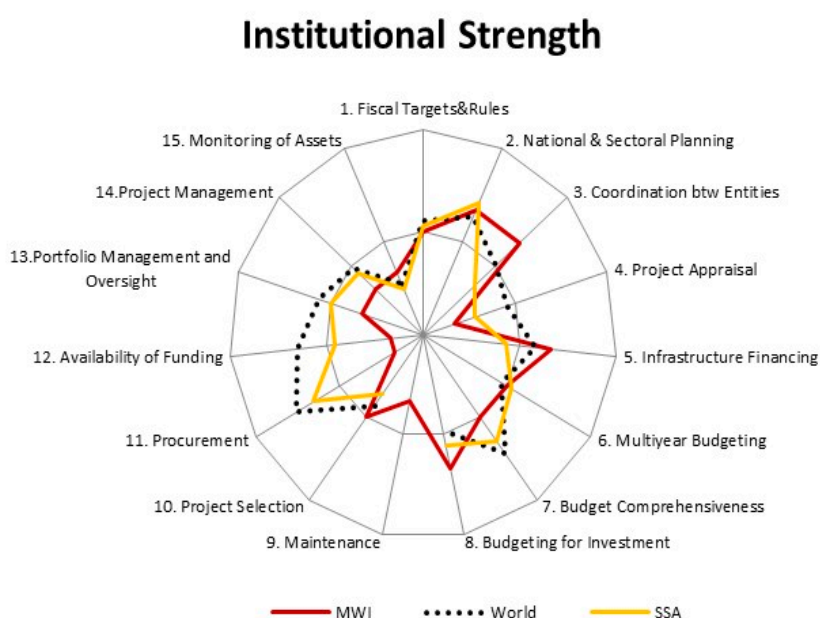 Institutional Strength
1. Fiscal Targets&Rules
15. Monitoring of Assets
2. National & Sectoral Planning
14.Project Management
3. Coordination btw Entities
13.Portfolio Management and
Oversight
4. Project Appraisal
12. Availability of Funding
5. Infrastructure Financing
11. Procurement
6. Multiyear Budgeting
10. Project Selection
7. Budget Comprehensiveness
9. Maintenance
8. Budgeting for Investment
MWI
World
SSA